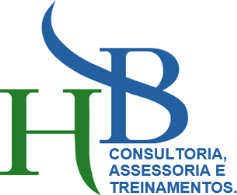 HB
CONSULTORIA,
ASSESSORIA E
TREINAMENTOS.